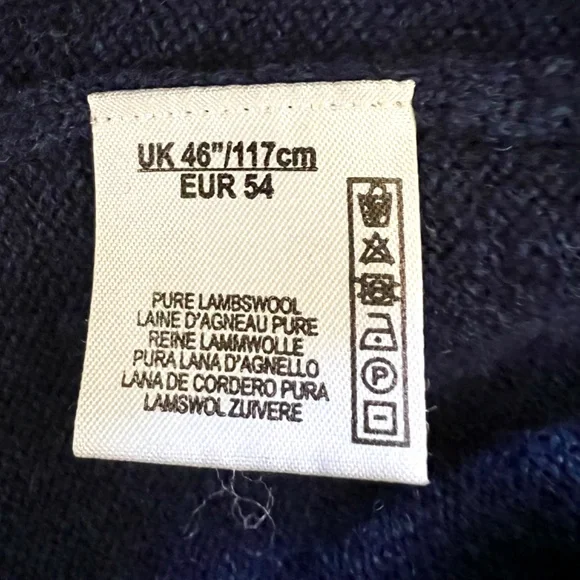 UK 46"/117cm
EUR 54
PURE LAMBSWOOL
LAINE D'AGNEAU PURE
REINE LAMMWOLLE
PURA LANA D'AGNELLO
LANA DE CORDERO PURA
LAMSWOL ZUIVERE
P